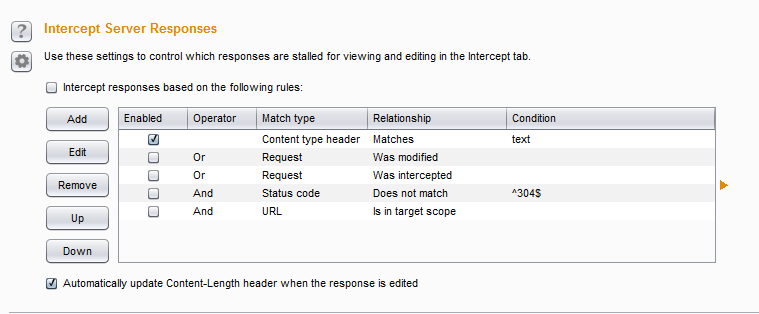 ? Intercept Server Responses
Use these settings to control which responses are stalled for viewing and editing in the Intercept tab.
Intercept responses based on the following rules:
Add
Edit
Remove
Up
Down
Enabled Operator Match type Relationship Condition
Content type header Matches text
Or Request Was modified
Or Request Was intercepted
And Status code Does not match ^304$
And URL Is in target scope
Automatically update Content-Length header when the response is edited